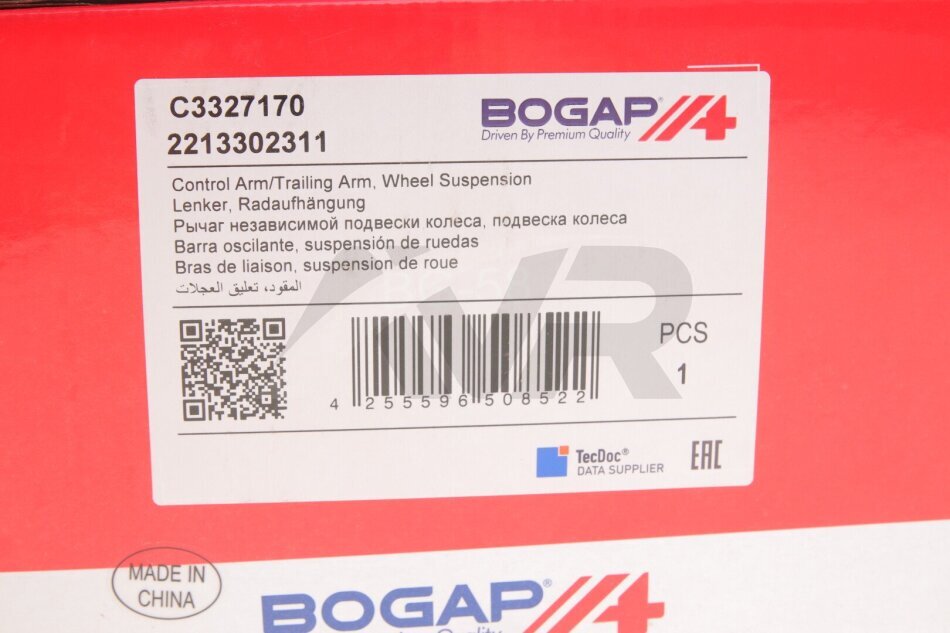 C3327170
2213302311
BOGAP
Driven By Premium Quality
Control Arm/Trailing Arm, Wheel Suspension
Lenker, Radaufhängung
Рычаг независимой подвески колеса, подвеска колеса
Barra oscilante, suspensión de ruedas
Bras de liaison, suspension de roue
المقود، تعليق العجلات
VR
PCS
1
4 255596 508522
TecDoc®
DATA SUPPLIER
EAC
MADE IN
CHINA
BOGAP®
Quality